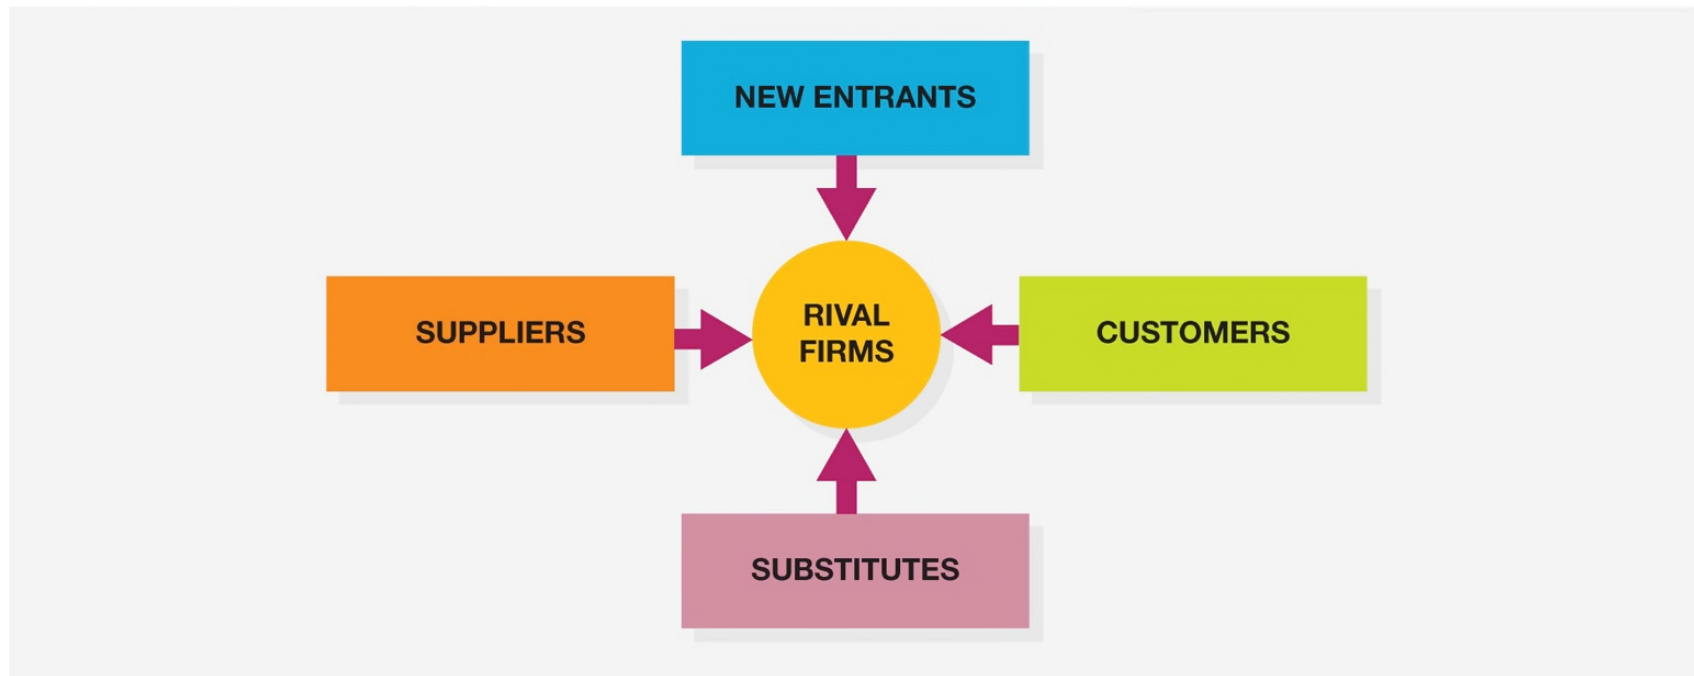 NEW ENTRANTS
SUPPLIERS
RIVAL
FIRMS
CUSTOMERS
SUBSTITUTES